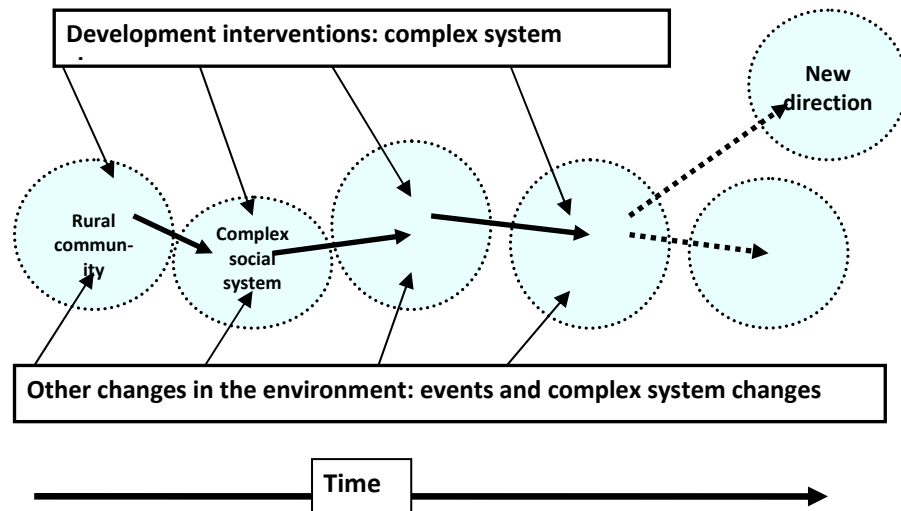 Development interventions: complex system
New
direction
Rural
commun-
ity
Complex
social
system
Other changes in the environment: events and complex system changes
Time